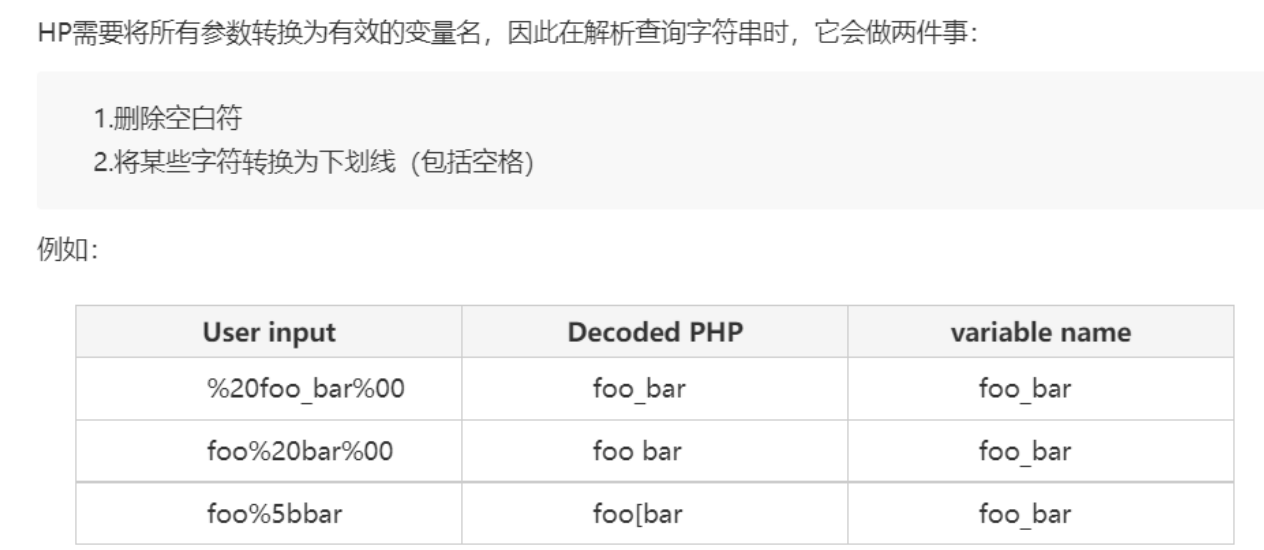 HP需要将所有参数转换为有效的变量名，因此在解析查询字符串时，它会做两件事：
1.删除空白符
2.将某些字符转换为下划线（包括空格）
例如：
User input Decoded PHP variable name
%20foo_bar%00 foo_bar foo_bar
foo%20bar%00 foo bar foo_bar
foo%5bbar foo[bar foo_bar